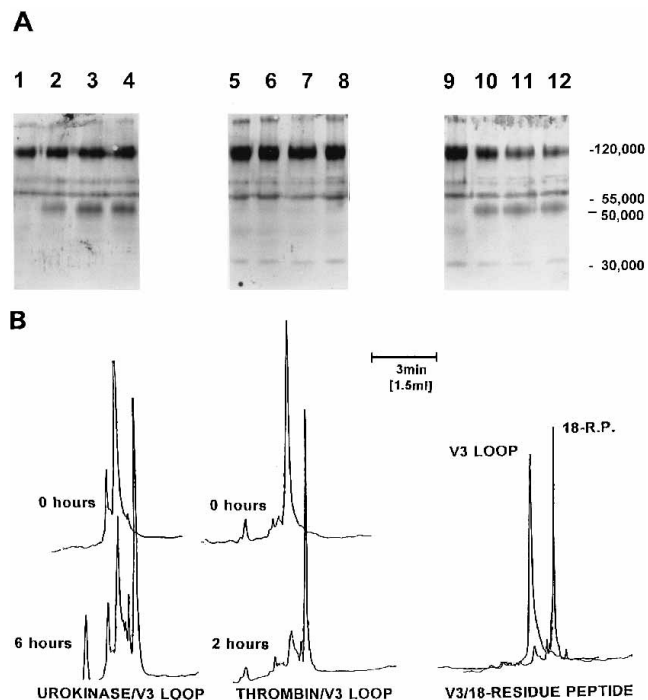 A
1 2 3 4 5 6 7 8 9 10 11 12
-120,000
- 55,000
— 50,000
- 30,000
B
3min
[1.5ml]
18-R.P.
V3 LOOP
0 hours
0 hours
6 hours
2 hours
UROKINASE/V3 LOOP THROMBIN/V3 LOOP V3/18-RESIDUE PEPTIDE